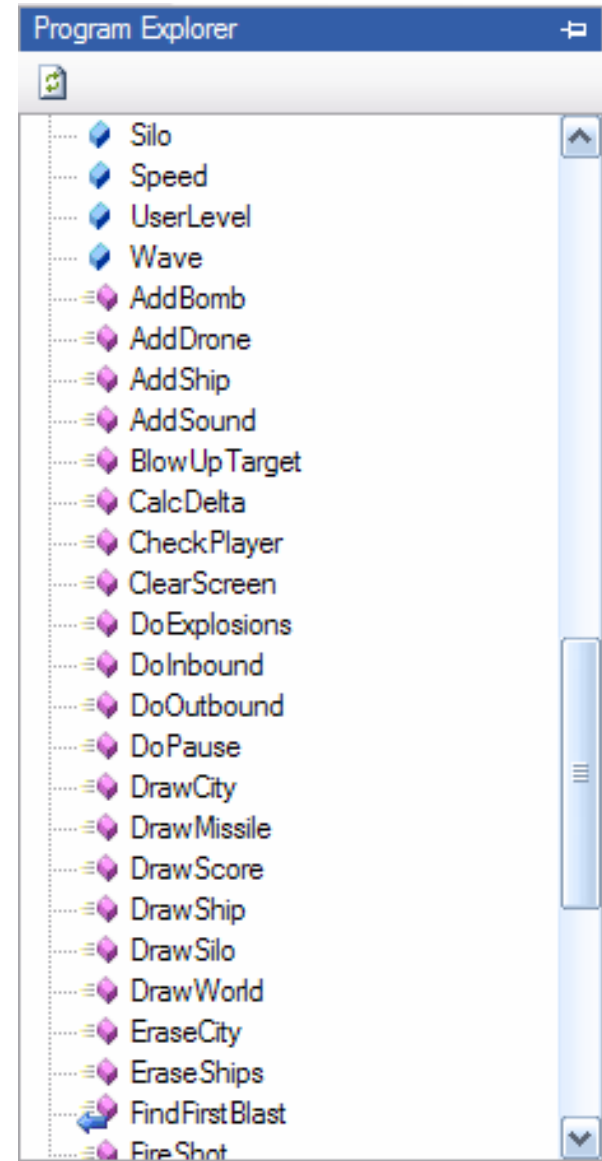 Program Explorer
Silo
Speed
UserLevel
Wave
AddBomb
AddDrone
AddShip
AddSound
BlowUpTarget
CalcDelta
CheckPlayer
ClearScreen
DoExplosions
DoInbound
DoOutbound
DoPause
DrawCity
DrawMissile
DrawScore
DrawShip
DrawSilo
DrawWorld
EraseCity
EraseShips
FindFirstBlast
FireShot